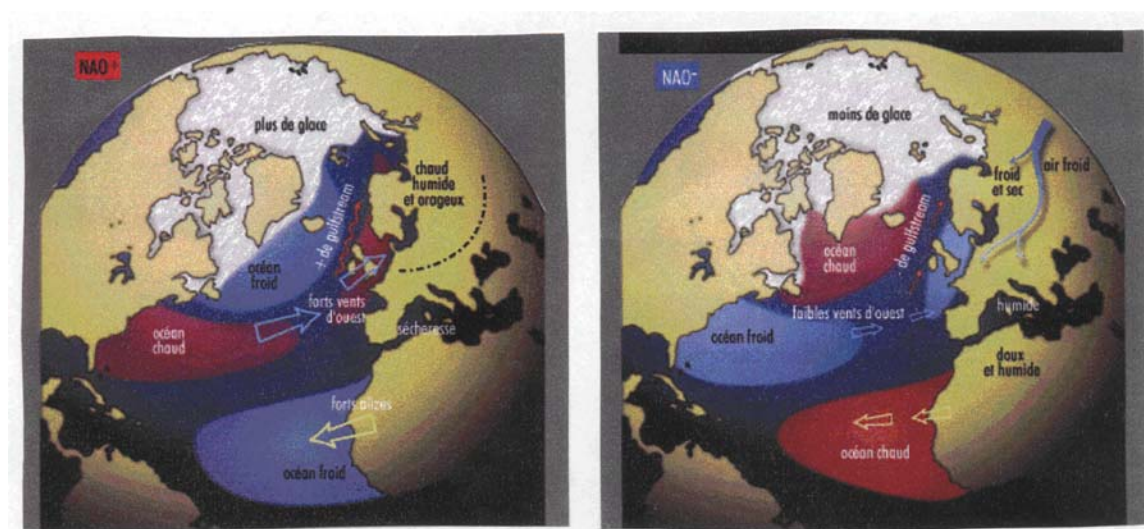 NAO+
plus de glace
chaud
humide
et orageux
+ de gulfstream
océan
froid
forts vents
d'ouest
océan
chaud
sécheresse
forts alizes
océan froid
NAO-
moins de glace
froid
et sec
air froid
océan
chaud
de gulfstream
faibles vents d'ouest
humide
océan froid
doux
et humide
océan chaud